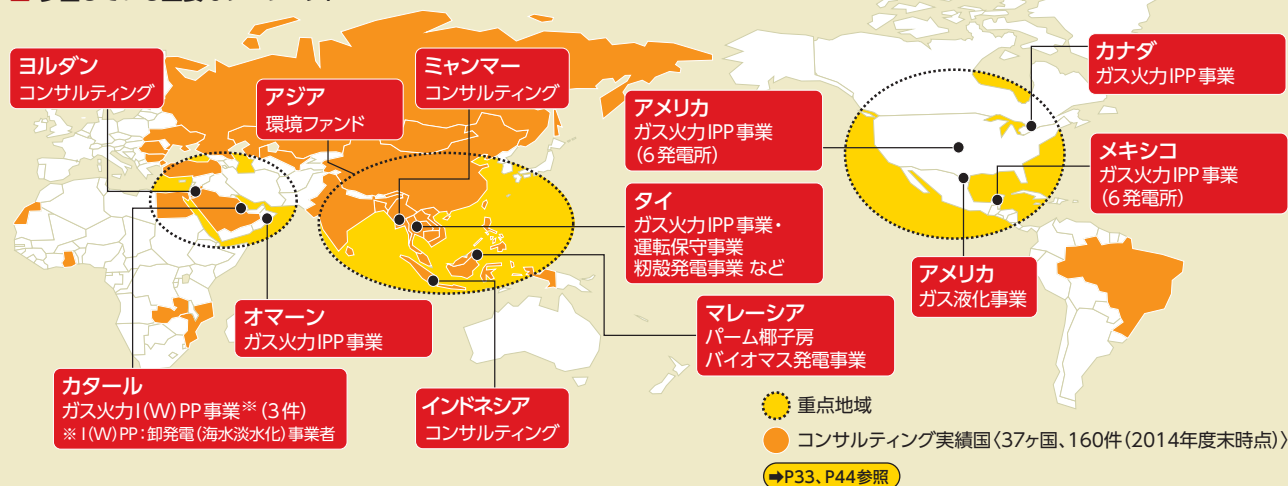 ヨルダン
コンサルティング
アジア
環境ファンド
ミャンマー
コンサルティング
アメリカ
ガス火力IPP事業
(6発電所)
カナダ
ガス火力IPP事業
メキシコ
ガス火力IPP事業
(6発電所)
タイ
ガス火力IPP事業・
運転保守事業
籾殻発電事業 など
アメリカ
ガス液化事業
オマーン
ガス火力IPP事業
マレーシア
パーム椰子房
バイオマス発電事業
カタール
ガス火力I(W)PP事業※(3件)
※I(W)PP:卸発電(海水淡水化)事業者
インドネシア
コンサルティング
重点地域
コンサルティング実績国〈37ヶ国、160件(2014年度末時点)〉
➡P33、P44参照